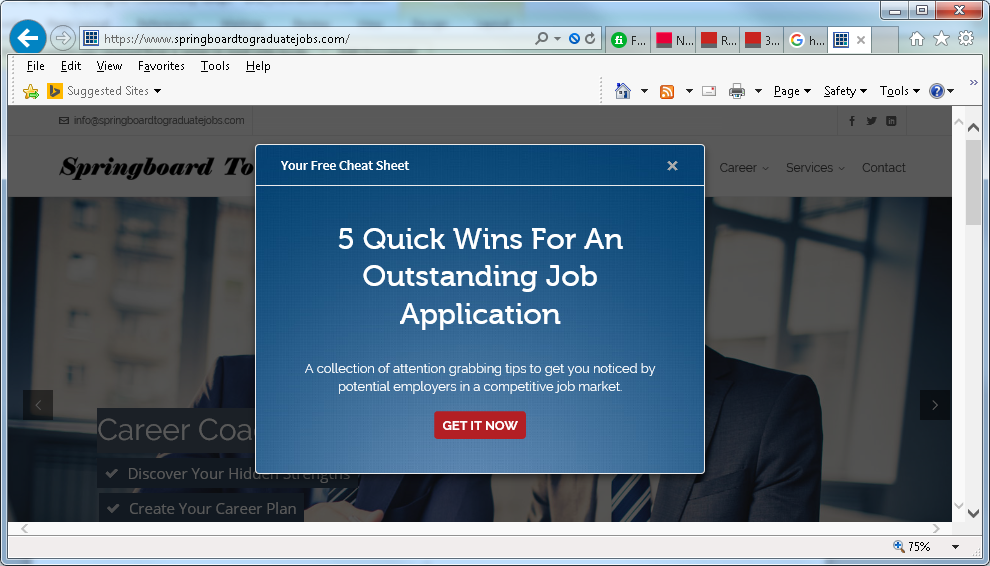 https://www.springboardtograduatejobs.com/
F...
N...
R...
3...
h...
File Edit View Favorites Tools Help
Suggested Sites
Page Safety Tools
info@springboardtograduatejobs.com
Springboard To
Career Services Contact
Your Free Cheat Sheet
5 Quick Wins For An
Outstanding Job
Application
A collection of attention grabbing tips to get you noticed by
potential employers in a competitive job market.
GET IT NOW
Career Coa
Discover Your Hidden Strengths
Create Your Career Plan
75%